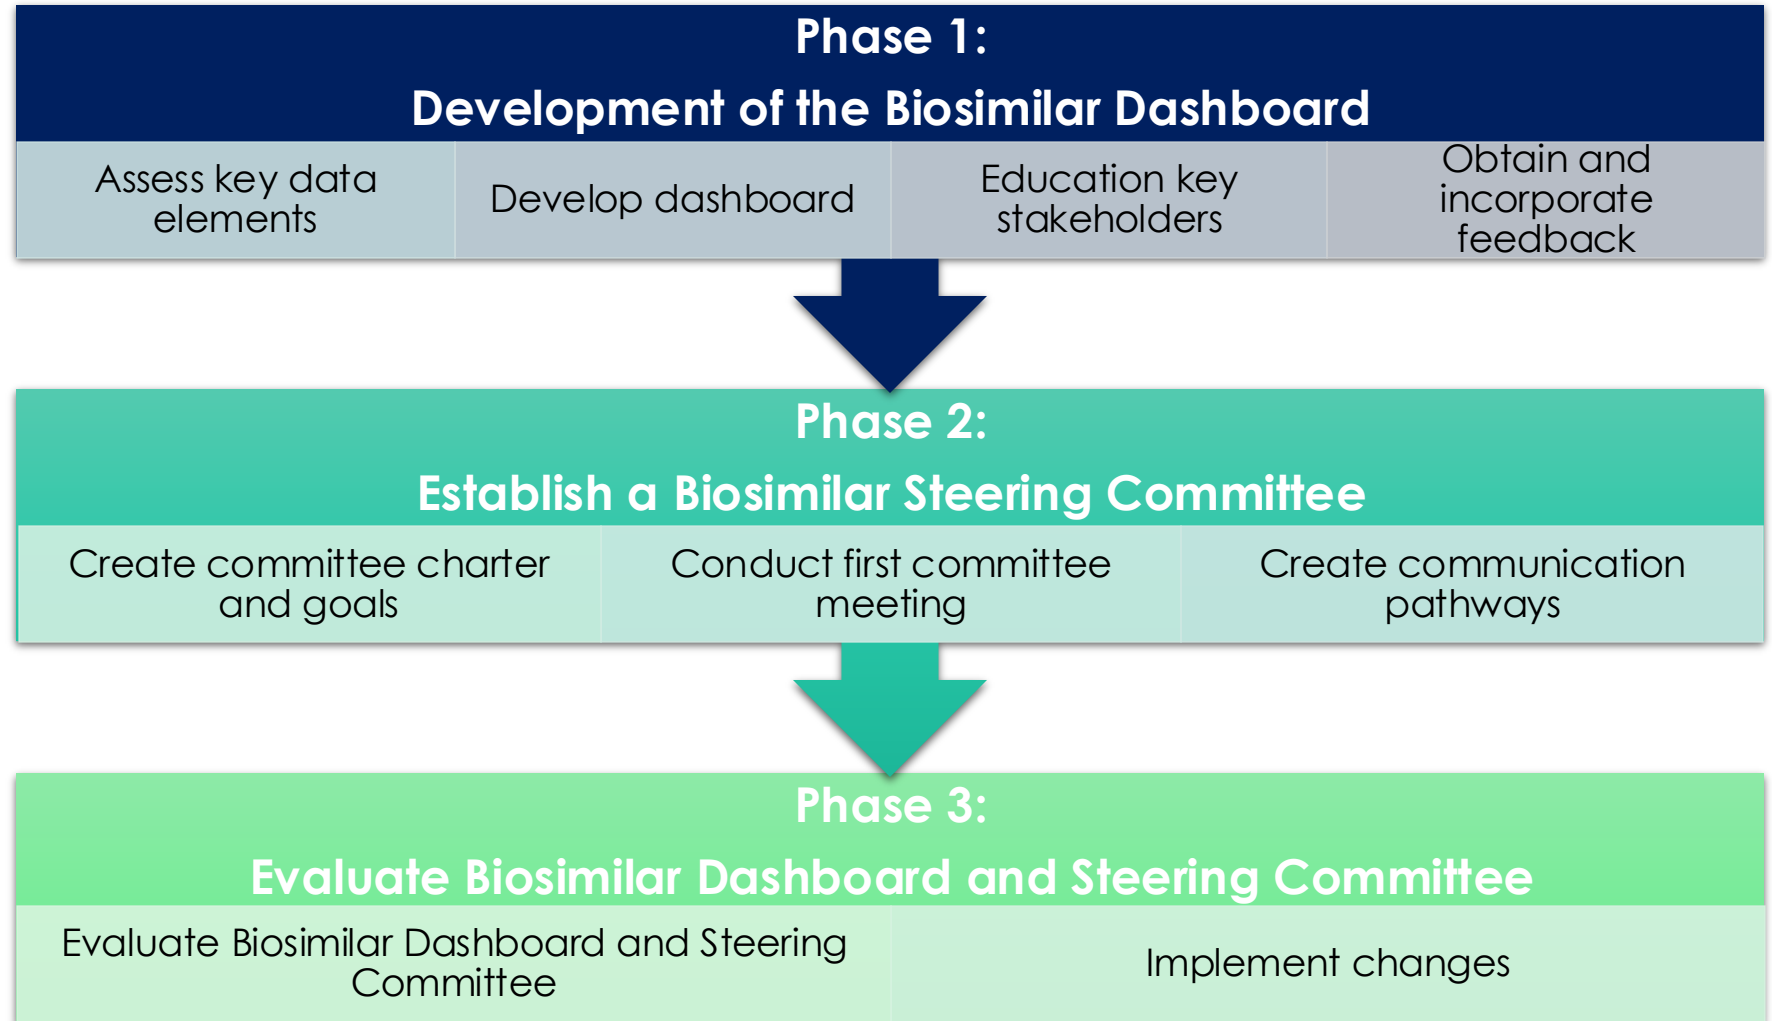 Phase 1:
Development of the Biosimilar Dashboard
Assess key data
elements
Develop dashboard
Education key
stakeholders
Obtain and
incorporate
feedback
Phase 2:
Establish a Biosimilar Steering Committee
Create committee charter
and goals
Conduct first committee
meeting
Create communication
pathways
Phase 3:
Evaluate Biosimilar Dashboard and Steering Committee
Evaluate Biosimilar Dashboard and Steering
Committee
Implement changes